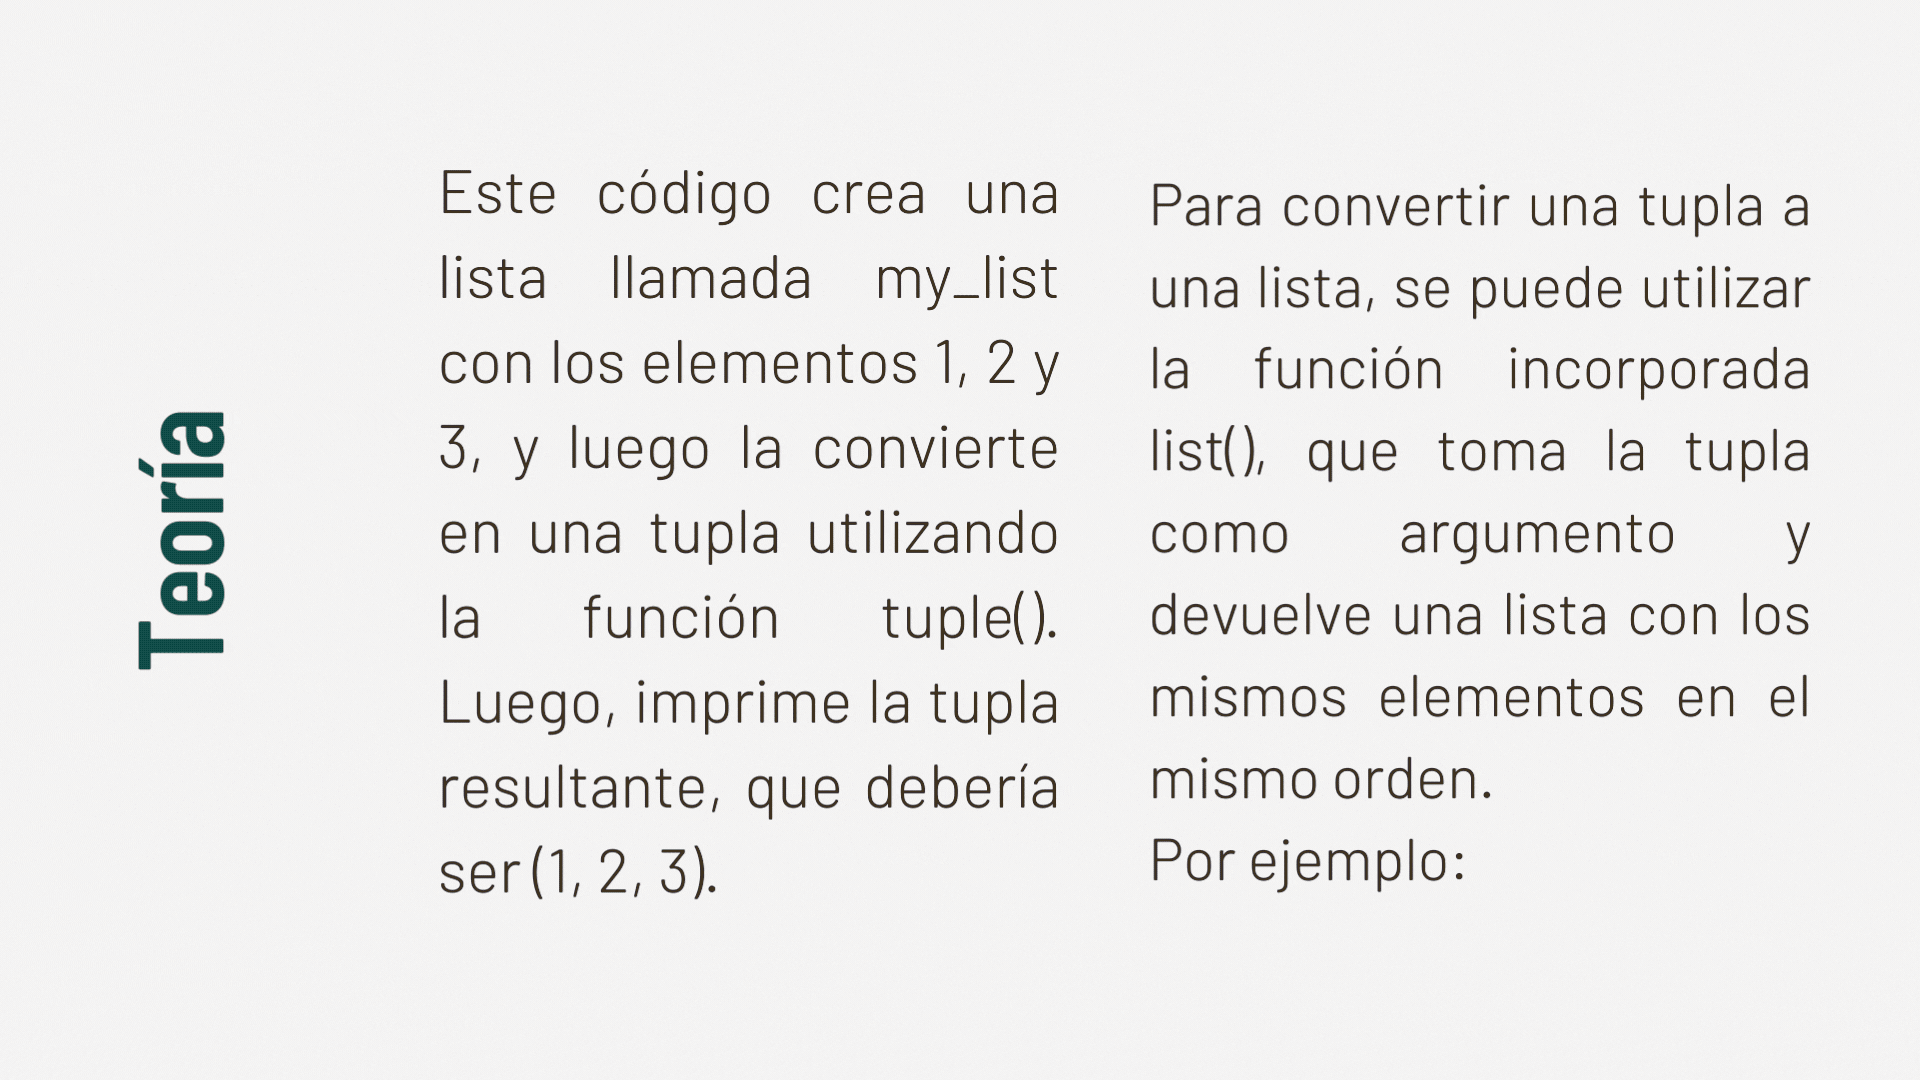 Teoría
Este código crea una
lista llamada my_list
con los elementos 1, 2 y
3, y luego la convierte
en una tupla utilizando
la función tuple().
Luego, imprime la tupla
resultante, que debería
ser (1, 2, 3).
Para convertir una tupla a
una lista, se puede utilizar
la función incorporada
list(), que toma la tupla
como argumento y
devuelve una lista con los
mismos elementos en el
mismo orden.
Por ejemplo: